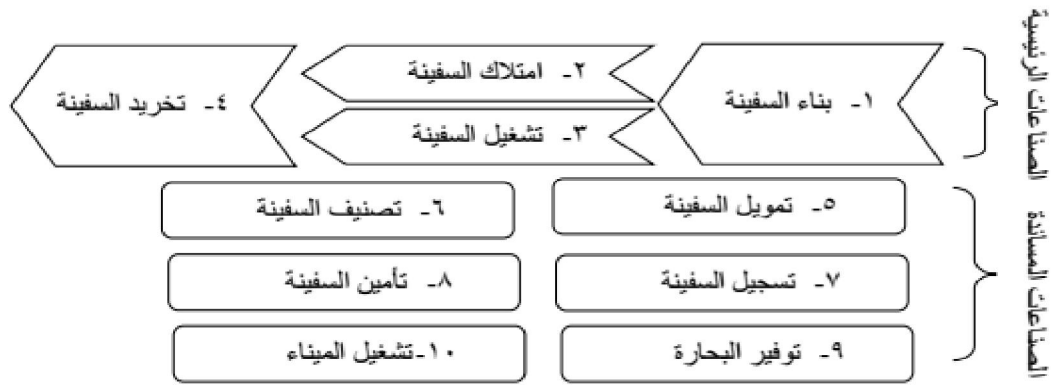 الصناعات الرئيسية
١- بناء السفينة
٢- امتلاك السفينة
٣- تشغيل السفينة
٤- تخريد السفينة
الصناعات المساندة
٥- تمويل السفينة
٦- تصنيف السفينة
٧- تسجيل السفينة
٨- تأمين السفينة
٩- توفير البحارة
١٠-تشغيل الميناء